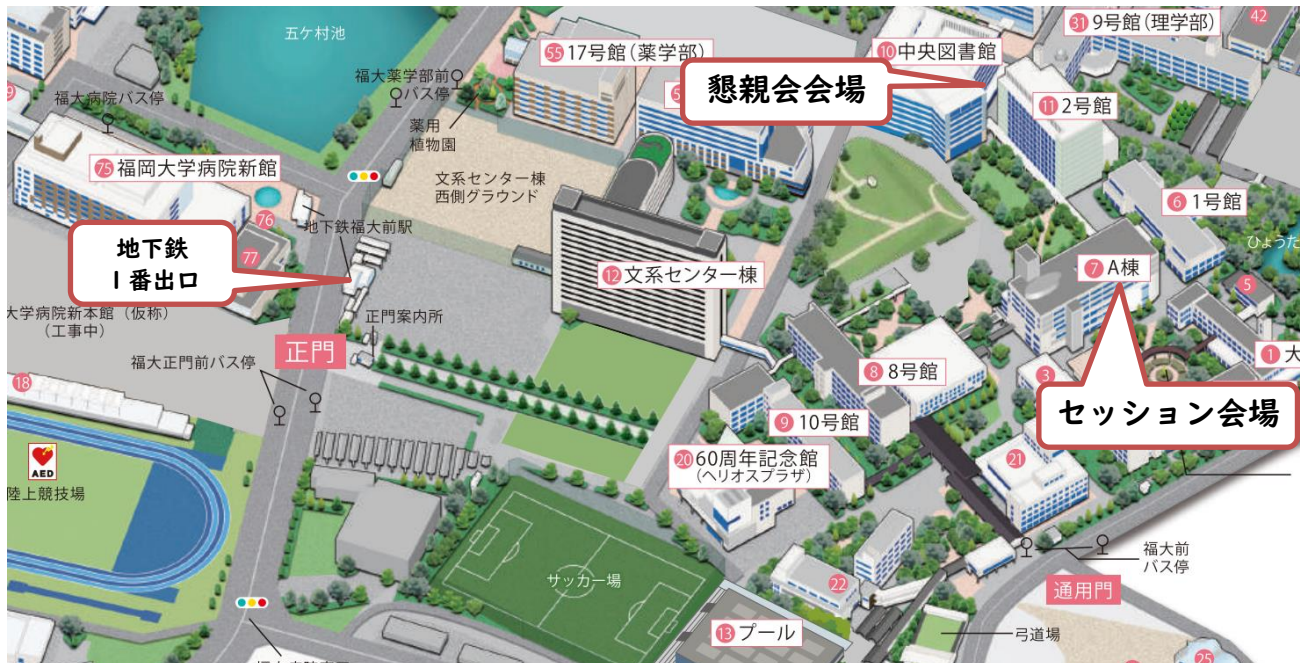 五ケ村池
55 17号館(薬学部)
10 中央図書館
31 9号館(理学部)
42
福大薬学部前
バス停
懇親会会場
福大病院バス停
11 2号館
薬用
植物園
75 福岡大学病院新館
文系センター棟
西側グラウンド
6 1号館
76
地下鉄福大前駅
地下鉄
1番出口
77
12 文系センター棟
7 A棟
ひょうた
5
大学病院新本館(仮称)
(工事中)
正門案内所
正門
福大正門前バス停
8 8号館
3
1 大
18
セッション会場
9 10号館
AED
陸上競技場
20 60周年記念館
(ヘリオスプラザ)
21
福大前
バス停
サッカー場
22
通用門
13 プール
弓道場
25